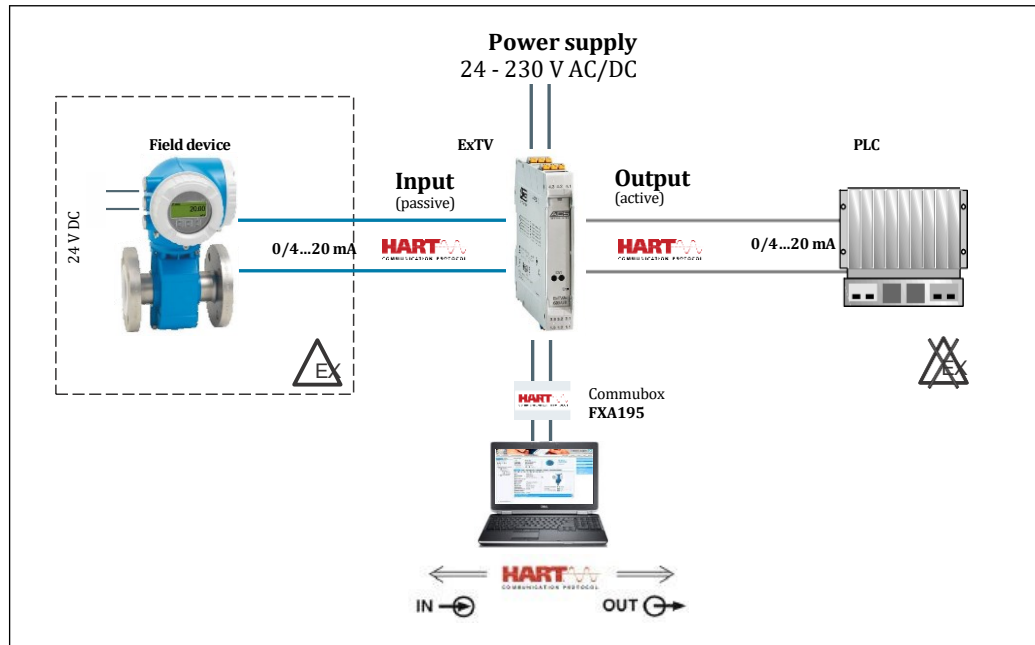 Power supply
24 - 230 V AC/DC
Field device
ExTV
PLC
24 V DC
20.00
Input
(passive)
Output
(active)
0/4...20 mA
HART
COMMUNICATION PROTOCOL
HART
COMMUNICATION PROTOCOL
0/4...20 mA
EX
EX
HART
Commubox
FXA195
HART
COMMUNICATION PROTOCOL
IN
OUT